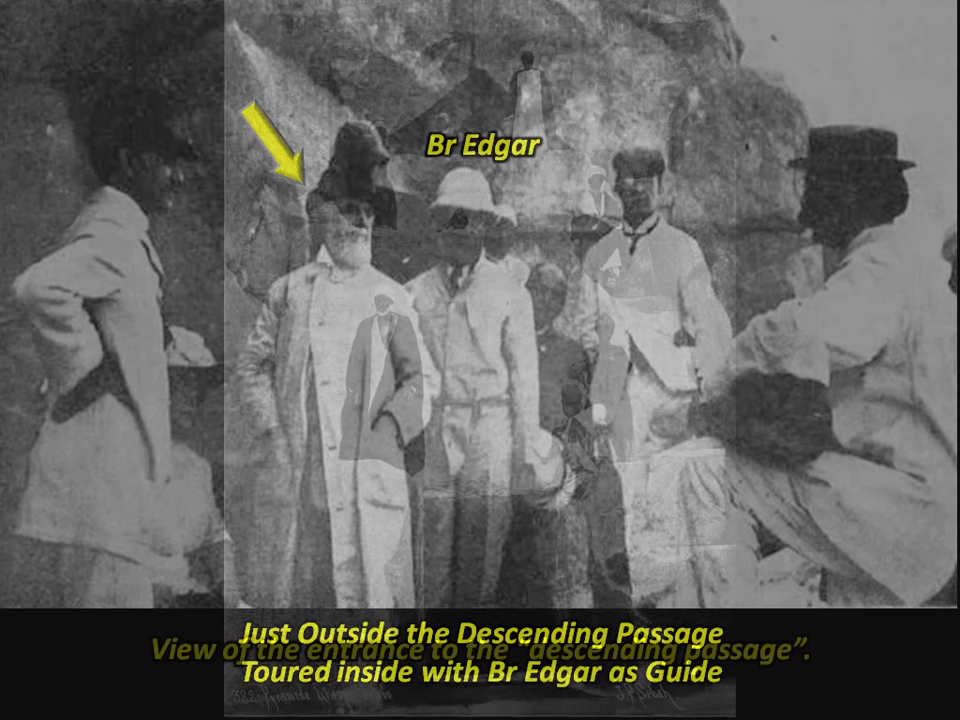 Br Edgar
Just Outside the Descending Passage
View of the entrance to the "descending passage".
Toured inside with Br Edgar as Guide